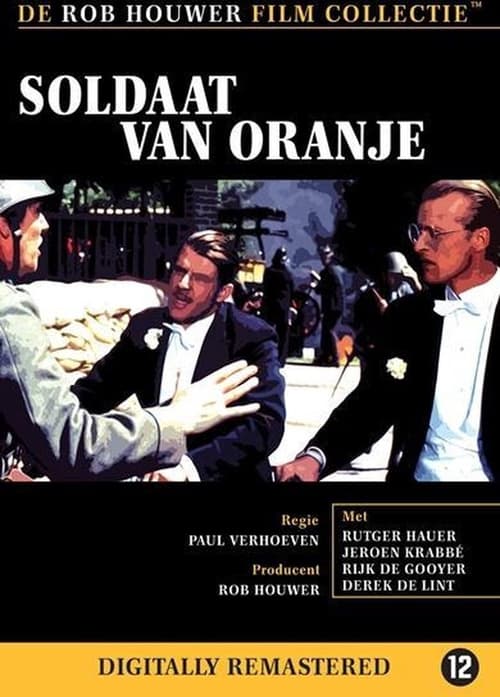 DE ROB HOUWER FILM COLLECTIE™
SOLDAAT
VAN ORANJE
Regie
PAUL VERHOEVEN
Producent
ROB HOUWER
Met
RUTGER HAUER
JEROEN KRABBÉ
RIJK DE GOOYER
DEREK DE LINT
DIGITALLY REMASTERED
12